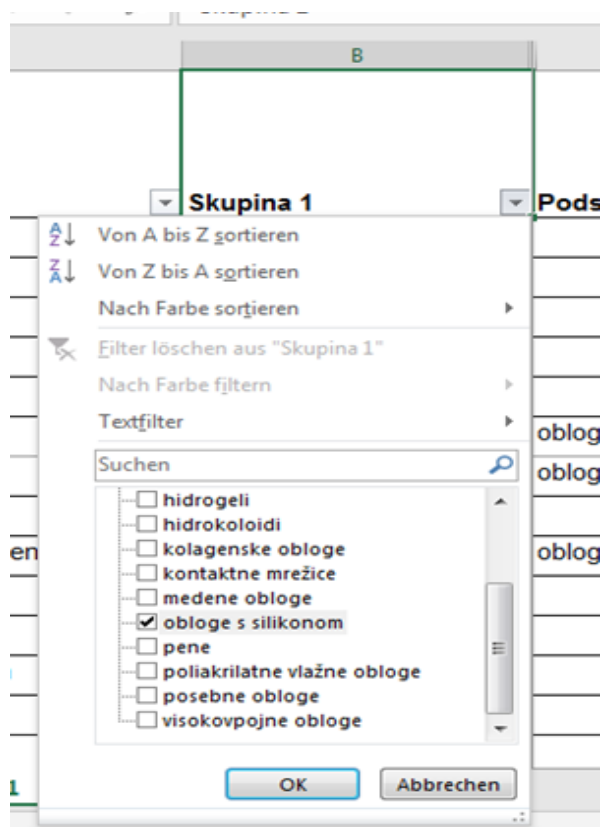 B
Skupina 1
Pods
Von A bis Z sortieren
Von Z bis A sortieren
Nach Farbe sortieren
Filter löschen aus "Skupina 1"
Nach Farbe filtern
Textfilter
oblog
Suchen
oblog
hidrogeli
hidrokoloidi
kolagenske obloge
en
oblog
kontaktne mrežice
medene obloge
obloge s silikonom
pene
poliakrilatne vlažne obloge
posebne obloge
visokovpojne obloge
1
OK
Abbrechen